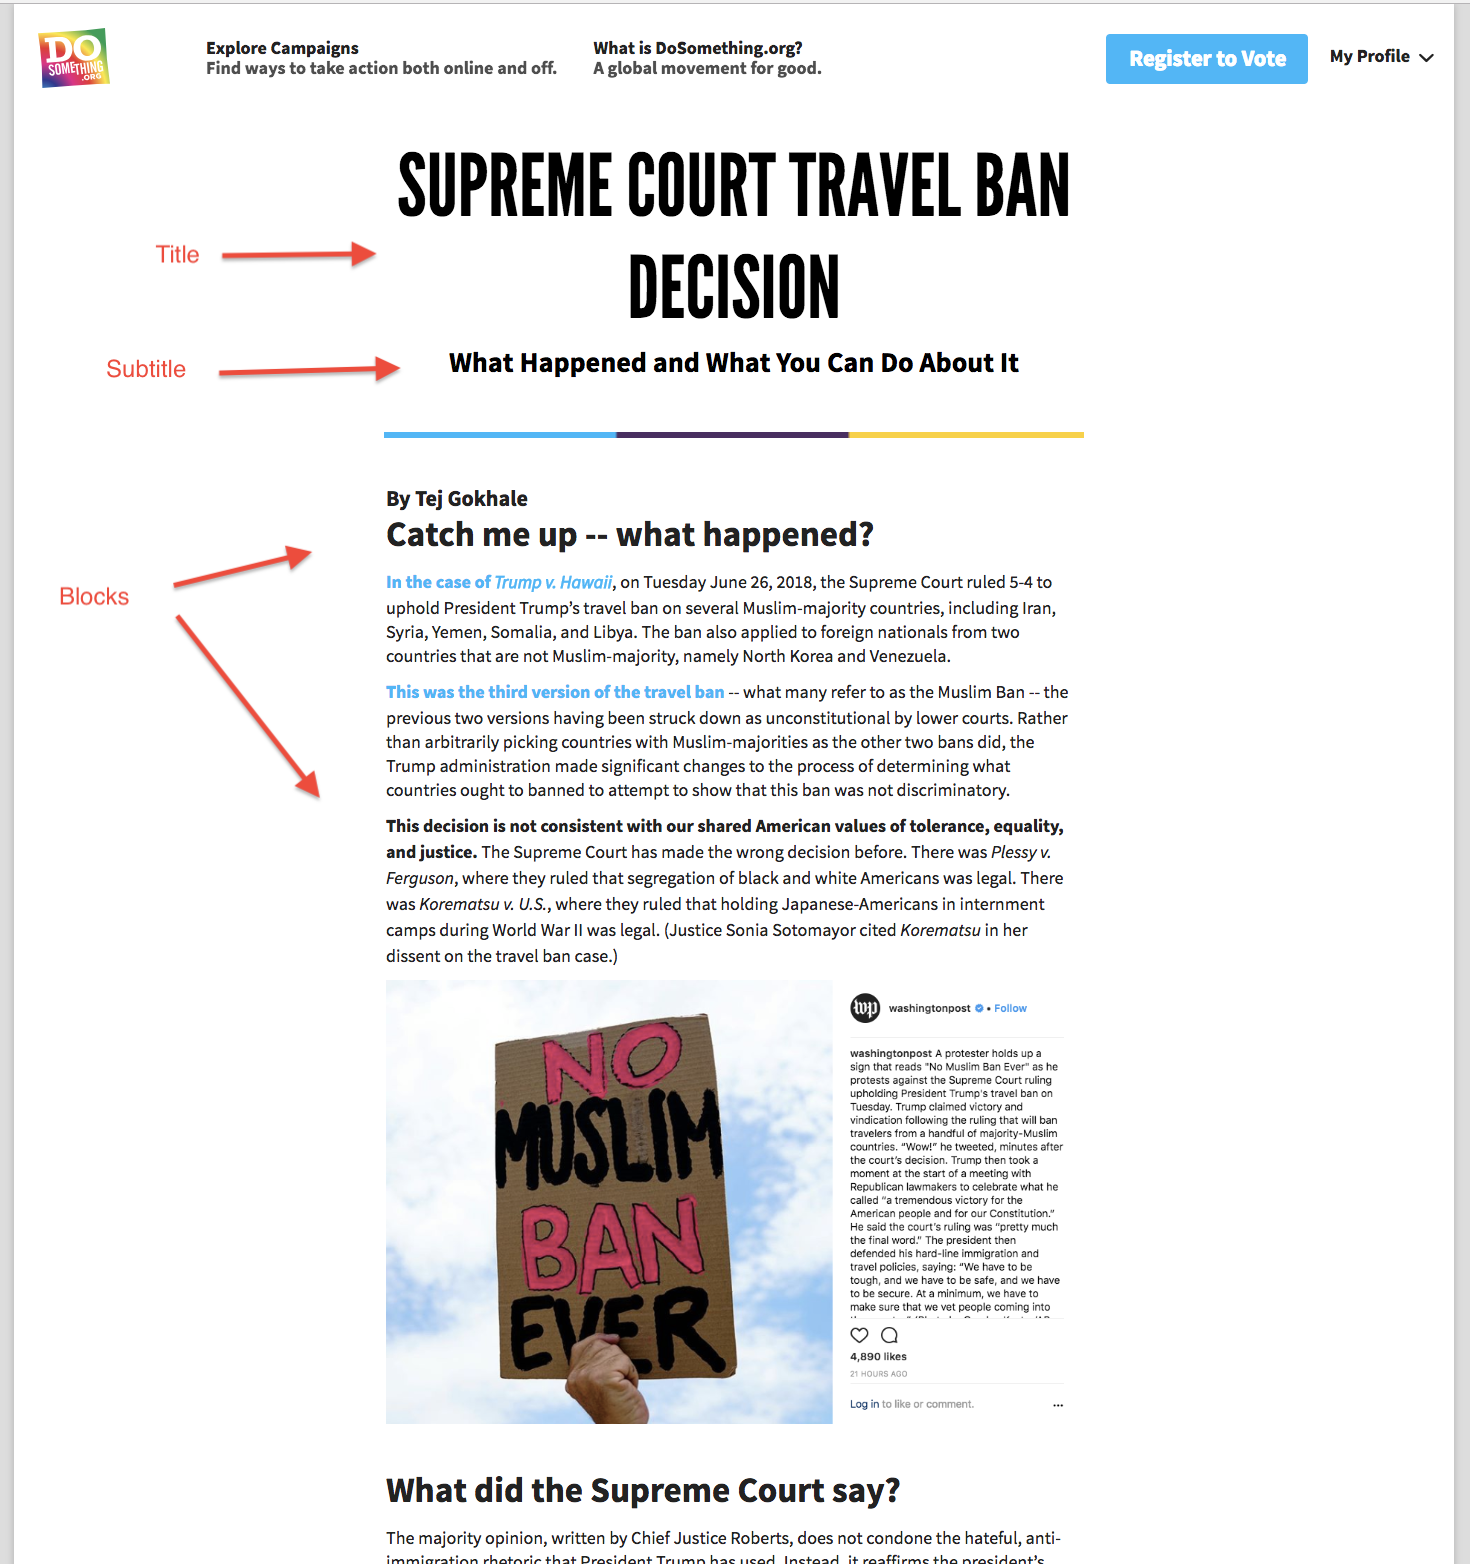 DO
SOMETHING
.ORG
Explore Campaigns
Find ways to take action both online and off.
What is DoSomething.org?
A global movement for good.
Register to Vote
My Profile
SUPREME COURT TRAVEL BAN
DECISION
Title
Subtitle
What Happened and What You Can Do About It
By Tej Gokhale
Catch me up -- what happened?
Blocks
In the case of Trump v. Hawaii, on Tuesday June 26, 2018, the Supreme Court ruled 5-4 to
uphold President Trump’s travel ban on several Muslim-majority countries, including Iran,
Syria, Yemen, Somalia, and Libya. The ban also applied to foreign nationals from two
countries that are not Muslim-majority, namely North Korea and Venezuela.
This was the third version of the travel ban -- what many refer to as the Muslim Ban -- the
previous two versions having been struck down as unconstitutional by lower courts. Rather
than arbitrarily picking countries with Muslim-majorities as the other two bans did, the
Trump administration made significant changes to the process of determining what
countries ought to banned to attempt to show that this ban was not discriminatory.
This decision is not consistent with our shared American values of tolerance, equality,
and justice. The Supreme Court has made the wrong decision before. There was Plessy v.
Ferguson, where they ruled that segregation of black and white Americans was legal. There
was Korematsu v. U.S., where they ruled that holding Japanese-Americans in internment
camps during World War II was legal. (Justice Sonia Sotomayor cited Korematsu in her
dissent on the travel ban case.)
NO
MUSLIM
BAN
EVER
wp
washingtonpost • Follow
washingtonpost A protester holds up a
sign that reads "No Muslim Ban Ever" as he
protests against the Supreme Court ruling
upholding President Trump's travel ban on
Tuesday. Trump claimed victory and
vindication following the ruling that will ban
travelers from a handful of majority-Muslim
countries. “Wow!” he tweeted, minutes after
the court’s decision. Trump then took a
moment at the start of a meeting with
Republican lawmakers to celebrate what he
called “a tremendous victory for the
American people and for our Constitution.”
He said the court’s ruling was “pretty much
the final word.” The president then
defended his hard-line immigration and
travel policies, saying: “We have to be
tough, and we have to be safe, and we have
to be secure. At a minimum, we have to
make sure that we vet people coming into
4,890 likes
21 HOURS AGO
Log in to like or comment.
What did the Supreme Court say?
The majority opinion, written by Chief Justice Roberts, does not condone the hateful, anti-
immigration rhetoric that President Trump has used. Instead, it reaffirms the president’s